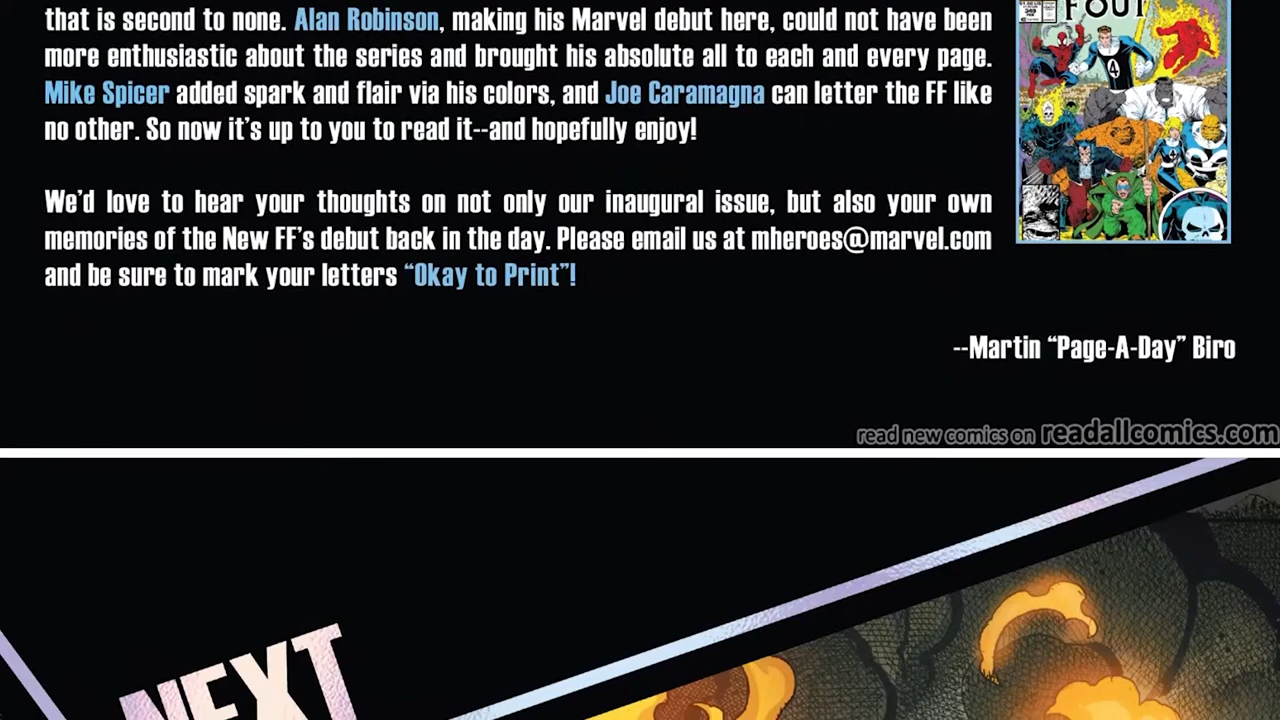 that is second to none. Alan Robinson, making his Marvel debut here, could not have been
more enthusiastic about the series and brought his absolute all to each and every page.
Mike Spicer added spark and flair via his colors, and Joe Caramagna can letter the FF like
no other. So now it's up to you to read it--and hopefully enjoy!
We'd love to hear your thoughts on not only our inaugural issue, but also your own
memories of the New FF's debut back in the day. Please email us at mheroes@marvel.com
and be sure to mark your letters “Okay to Print”!
FOUR
349
--Martin “Page-A-Day” Biro
read new comics on readallcomics.com
NEXT